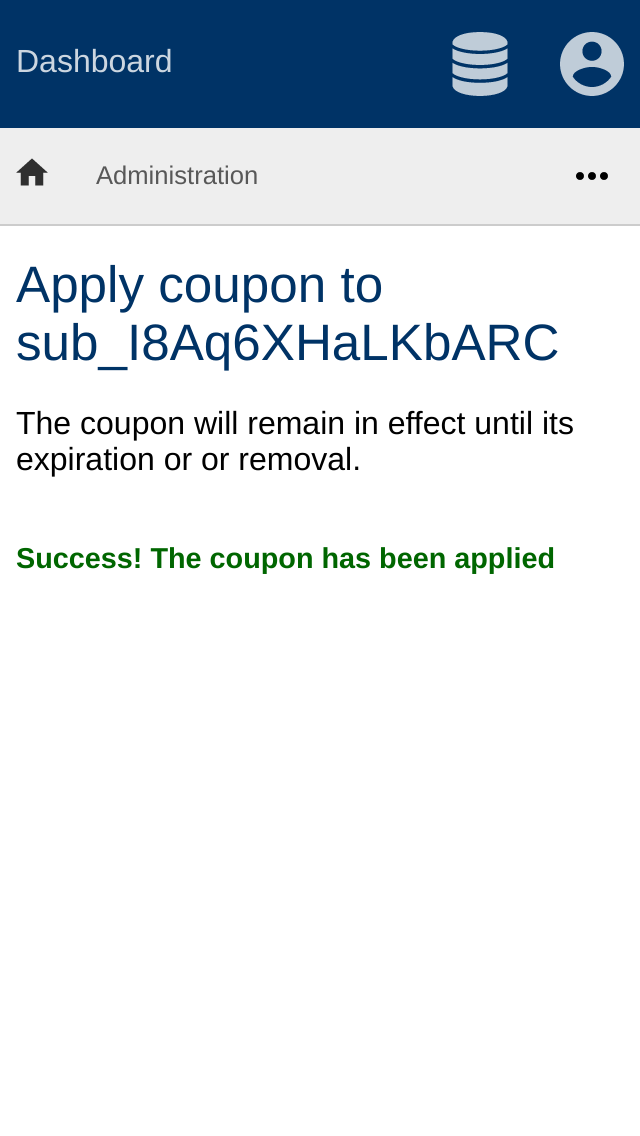 Dashboard
Administration
Apply coupon to
sub_I8Aq6XHaLKbARC
The coupon will remain in effect until its
expiration or or removal.
Success! The coupon has been applied